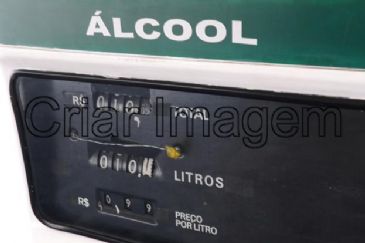 ÁLCOOL
R$ TOTAL
Criar Imagem
LITROS
R$ 0 9 9 PREÇO
POR LITRO